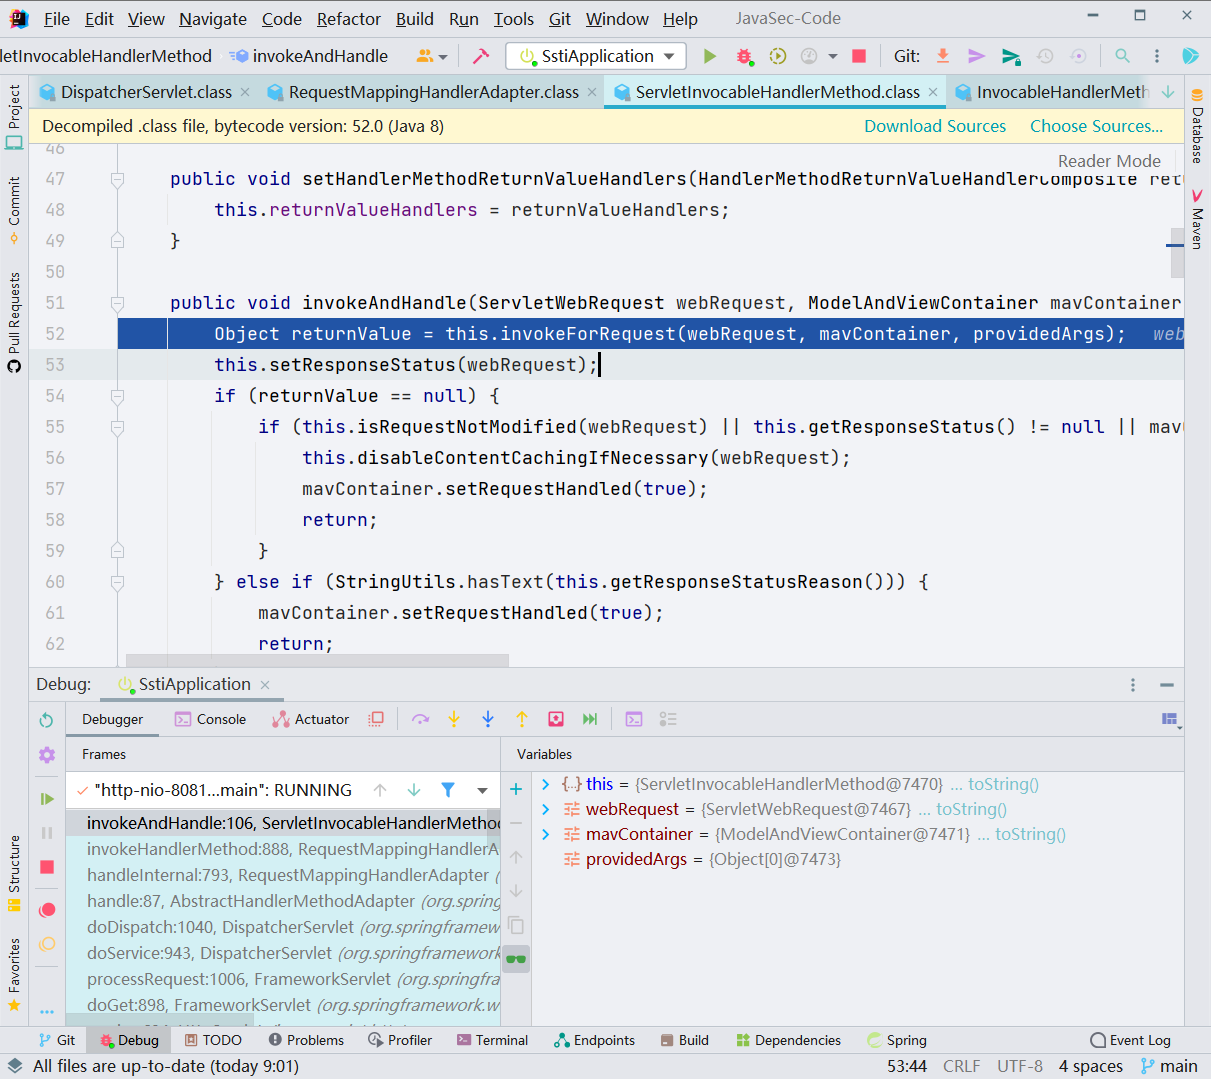 File Edit View Navigate Code Refactor Build Run Tools Git Window Help JavaSec-Code
letInvocableHandlerMethod invokeAndHandle SstiApplication Git:
DispatcherServlet.class RequestMappingHandlerAdapter.class ServletInvocableHandlerMethod.class InvocableHandlerMeth
Decompiled .class file, bytecode version: 52.0 (Java 8) Download Sources Choose Sources...
Reader Mode
46
47 public void setHandlerMethodReturnValueHandlers(HandlerMethodReturnValueHandlerComposite retu
48 this.returnValueHandlers = returnValueHandlers;
49 }
50
51 public void invokeAndHandle(ServletWebRequest webRequest, ModelAndViewContainer mavContainer
52 Object returnValue = this.invokeForRequest(webRequest, mavContainer, providedArgs); web
53 this.setResponseStatus(webRequest);
54 if (returnValue == null) {
55 if (this.isRequestNotModified(webRequest) || this.getResponseStatus() != null || mav
56 this.disableContentCachingIfNecessary(webRequest);
57 mavContainer.setRequestHandled(true);
58 return;
59 }
60 } else if (StringUtils.hasText(this.getResponseStatusReason())) {
61 mavContainer.setRequestHandled(true);
62 return;
Project
Commit
Pull Requests
Structure
Favorites
Database
Maven
Debug: SstiApplication
Debugger Console Actuator
Frames
"http-nio-8081...main": RUNNING
invokeAndHandle:106, ServletInvocableHandlerMethod
invokeHandlerMethod:888, RequestMappingHandlerA
handleInternal:793, RequestMappingHandlerAdapter (
handle:87, AbstractHandlerMethodAdapter (org.spring
doDispatch:1040, DispatcherServlet (org.springframew
doService:943, DispatcherServlet (org.springframework
processRequest:1006, FrameworkServlet (org.springfra
doGet:898, FrameworkServlet (org.springframework.w
Variables
this = {ServletInvocableHandlerMethod@7470} ... toString()
webRequest = {ServletWebRequest@7467} ... toString()
mavContainer = {ModelAndViewContainer@7471} ... toString()
providedArgs = {Object[0]@7473}
Git Debug TODO Problems Profiler Terminal Endpoints Build Dependencies Spring Event Log
All files are up-to-date (today 9:01) 53:44 CRLF UTF-8 4 spaces main